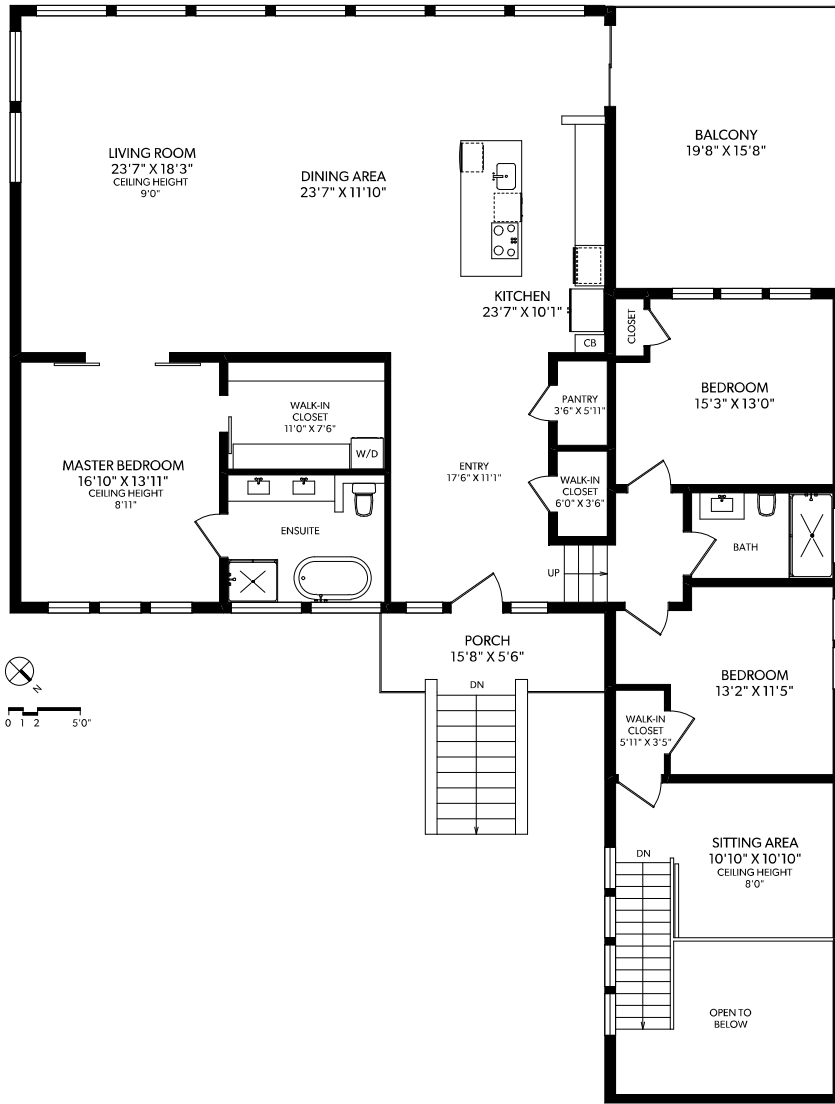 BALCONY
19'8" X 15'8"
LIVING ROOM
23'7" X 18'3"
CEILING HEIGHT
9'0"
DINING AREA
23'7" X 11'10"
KITCHEN
23'7" X 10'1"
CB
CLOSET
BEDROOM
15'3" X 13'0"
PANTRY
3'6" X 5'11"
WALK-IN
CLOSET
11'0" X 7'6"
W/D
MASTER BEDROOM
16'10" X 13'11"
CEILING HEIGHT
8'11"
ENTRY
17'6" X 11'1"
WALK-IN
CLOSET
6'0" X 3'6"
ENSUITE
BATH
UP
PORCH
15'8" X 5'6"
DN
BEDROOM
13'2" X 11'5"
WALK-IN
CLOSET
5'11" X 3'5"
N
0 1 2 5'0"
SITTING AREA
10'10" X 10'10"
CEILING HEIGHT
8'0"
DN
OPEN TO
BELOW